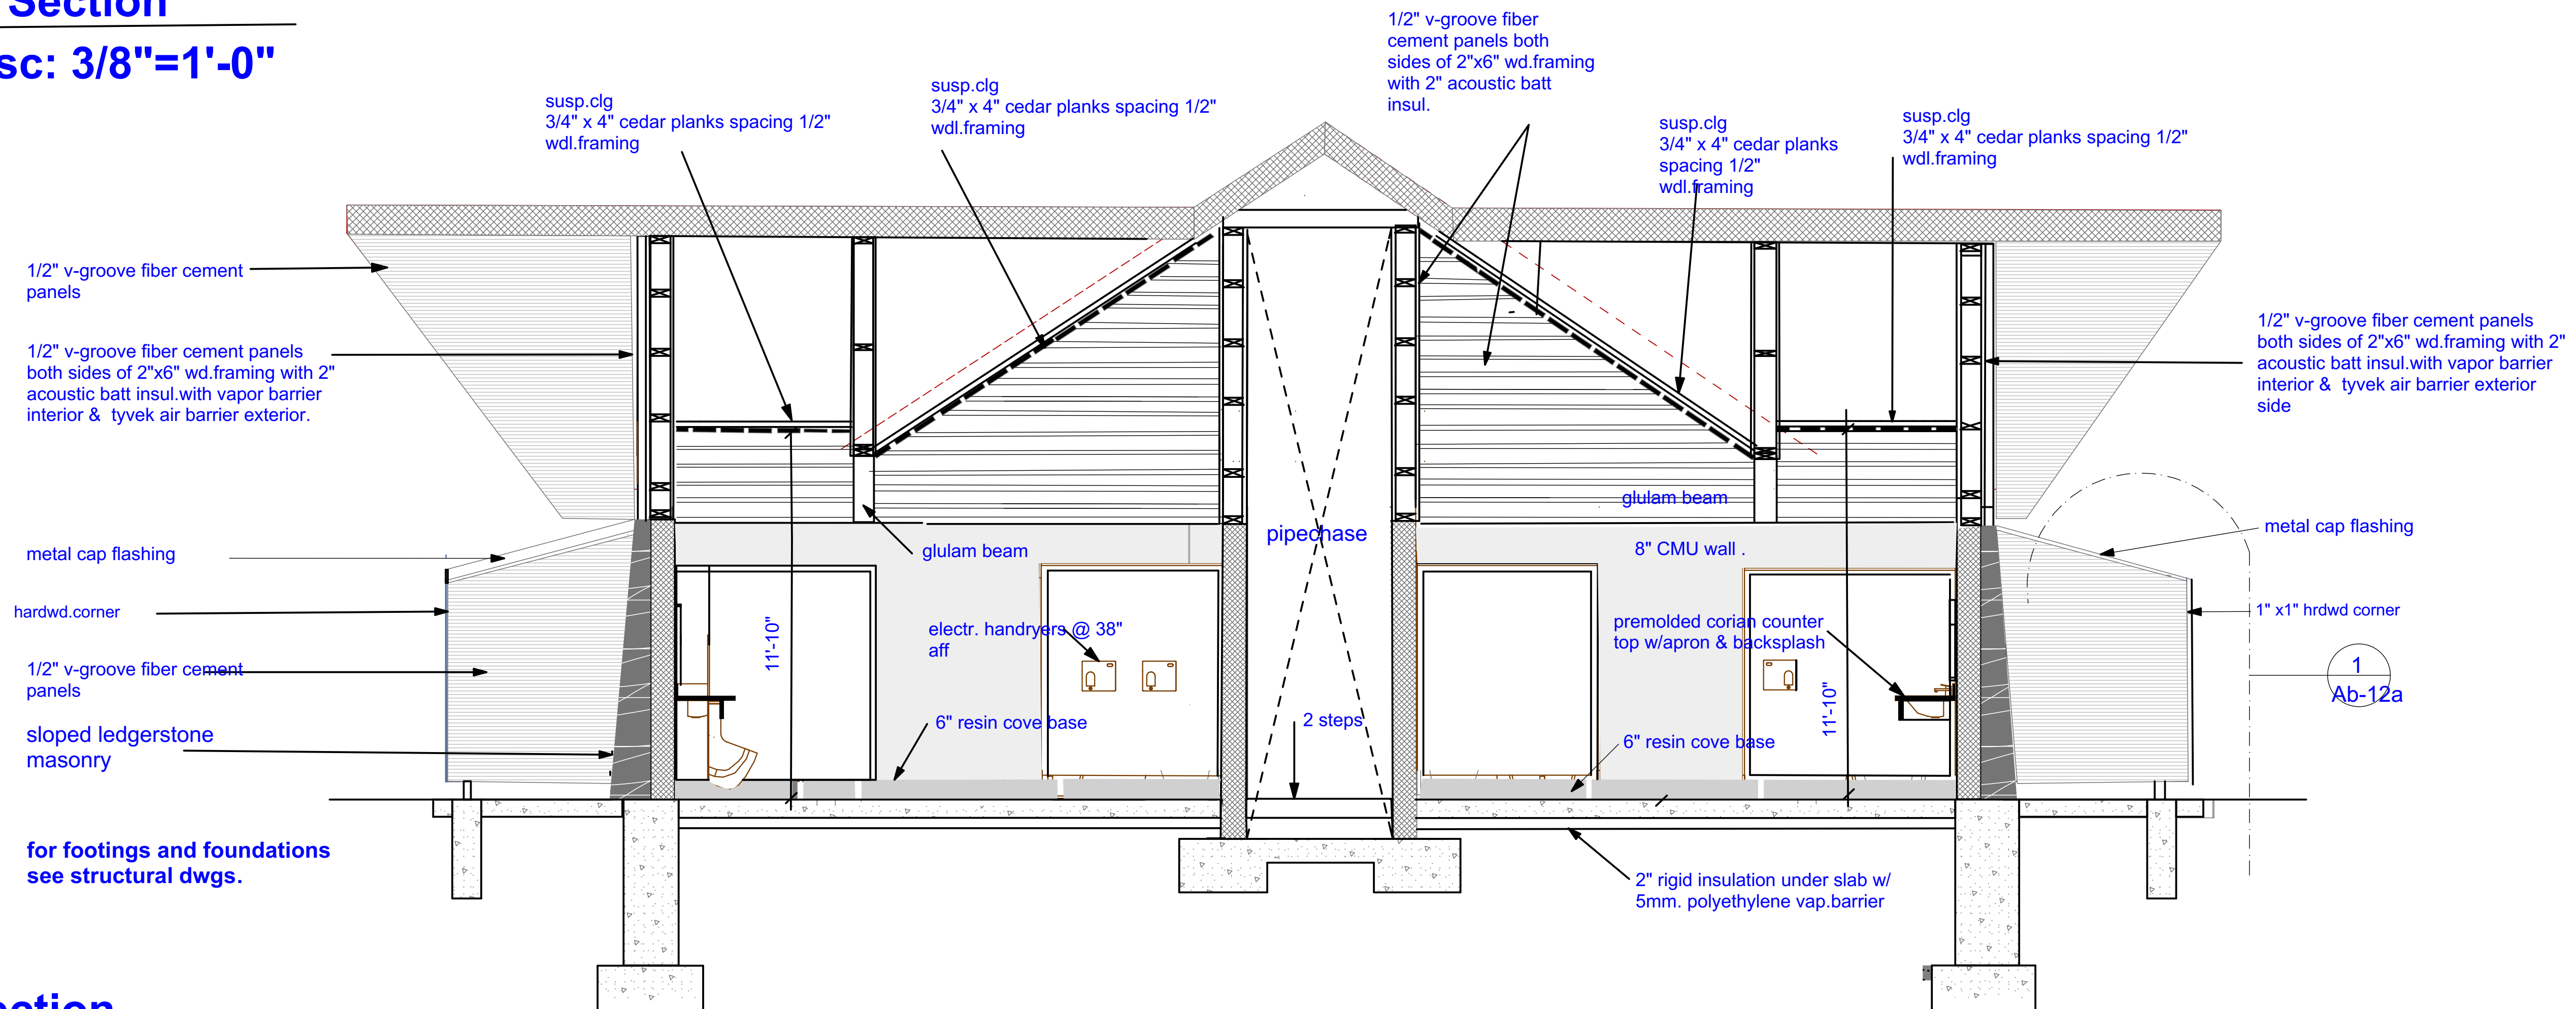 Section
sc: 3/8"=1'-0"
susp.clg
3/4" x 4" cedar planks spacing 1/2"
wdl.framing
susp.clg
3/4" x 4" cedar planks spacing 1/2"
wdl.framing
1/2" v-groove fiber
cement panels both
sides of 2"x6" wd.framing
with 2" acoustic batt
insul.
susp.clg
3/4" x 4" cedar planks
spacing 1/2"
wdl.framing
susp.clg
3/4" x 4" cedar planks spacing 1/2"
wdl.framing
1/2" v-groove fiber cement
panels
1/2" v-groove fiber cement panels
both sides of 2"x6" wd.framing with 2"
acoustic batt insul.with vapor barrier
interior & tyvek air barrier exterior.
1/2" v-groove fiber cement panels
both sides of 2"x6" wd.framing with 2"
acoustic batt insul.with vapor barrier
interior & tyvek air barrier exterior
side
glulam beam
metal cap flashing
glulam beam
pipechase
8" CMU wall .
metal cap flashing
hardwd.corner
11'-10"
electr. handryers @ 38"
aff
premolded corian counter
top w/apron & backsplash
1" x1" hrdwd corner
1/2" v-groove fiber cement
panels
1
Ab-12a
11'-10"
sloped ledgerstone
masonry
6" resin cove base
2 steps
6" resin cove base
for footings and foundations
see structural dwgs.
2" rigid insulation under slab w/
5mm. polyethylene vap.barrier
ection